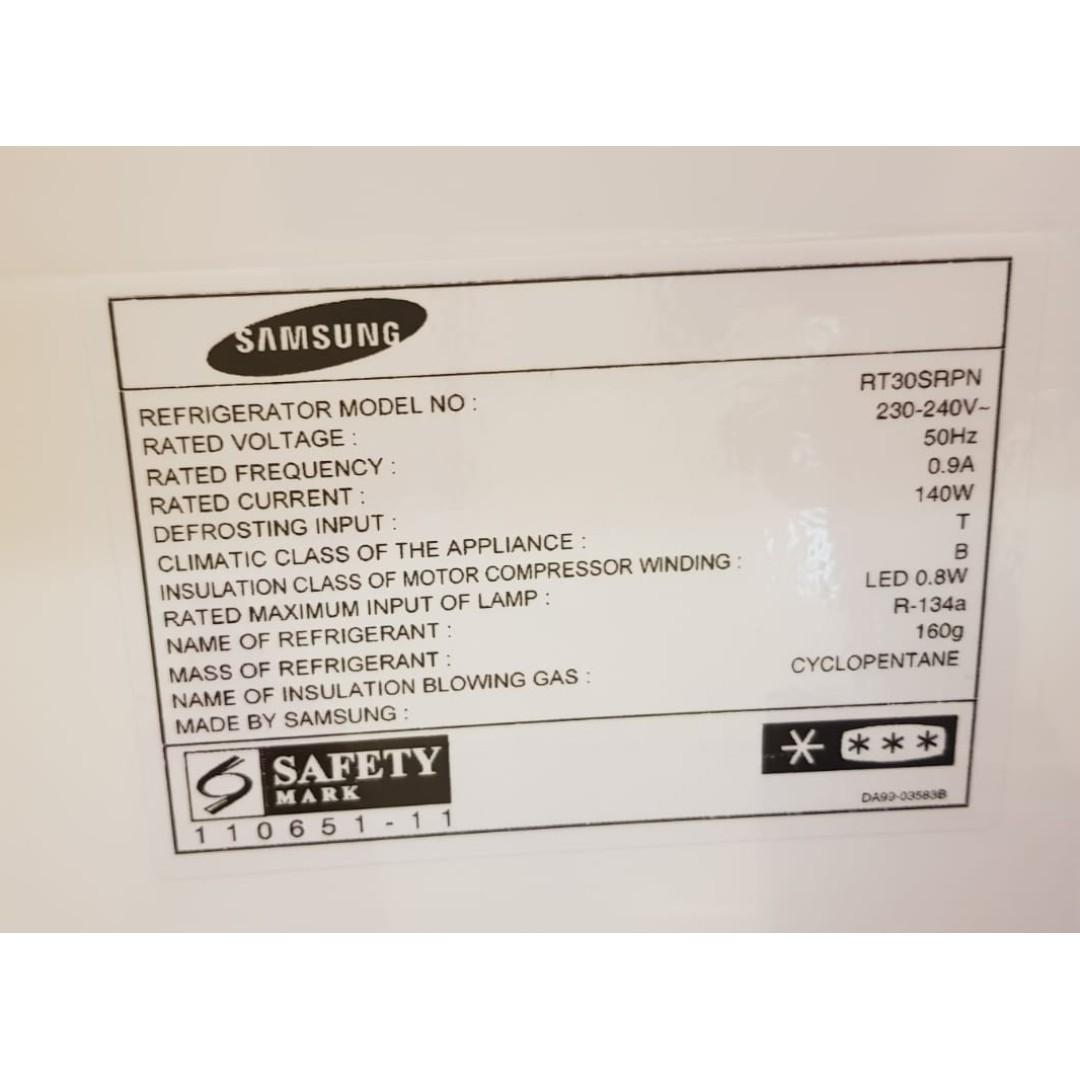 SAMSUNG
REFRIGERATOR MODEL NO : RT30SRPN
RATED VOLTAGE : 230-240V~
RATED FREQUENCY : 50Hz
RATED CURRENT : 0.9A
DEFROSTING INPUT : 140W
CLIMATIC CLASS OF THE APPLIANCE : T
INSULATION CLASS OF MOTOR COMPRESSOR WINDING : B
RATED MAXIMUM INPUT OF LAMP : LED 0.8W
NAME OF REFRIGERANT : R-134a
MASS OF REFRIGERANT : 160g
NAME OF INSULATION BLOWING GAS : CYCLOPENTANE
MADE BY SAMSUNG :
SAFETY
MARK
110651-11
* ***
DA99-03583B